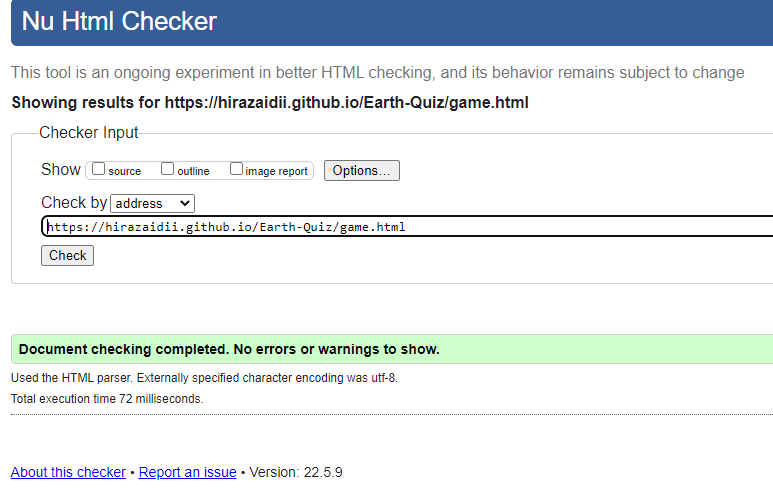 Nu Html Checker
This tool is an ongoing experiment in better HTML checking, and its behavior remains subject to change
Showing results for https://hirazaidii.github.io/Earth-Quiz/game.html
Checker Input
Show source outline image report Options...
Check by address
https://hirazaidii.github.io/Earth-Quiz/game.html
Check
Document checking completed. No errors or warnings to show.
Used the HTML parser. Externally specified character encoding was utf-8.
Total execution time 72 milliseconds.
About this checker • Report an issue • Version: 22.5.9